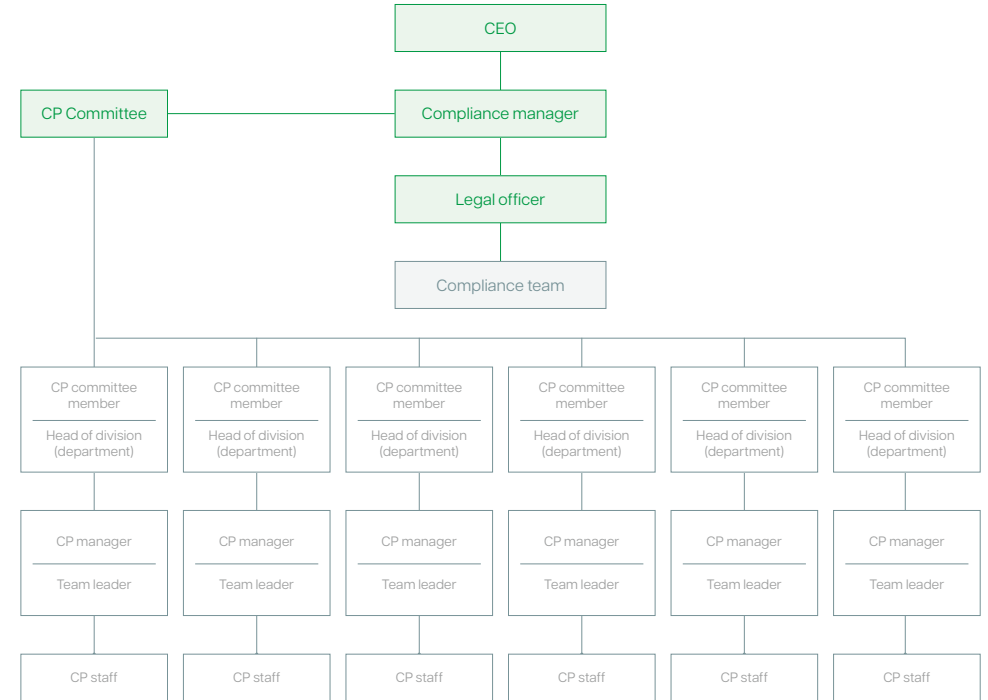 CEO
CP Committee
Compliance manager
Legal officer
Compliance team
CP committee
member
Head of division
(department)
CP committee
member
Head of division
(department)
CP committee
member
Head of division
(department)
CP committee
member
Head of division
(department)
CP committee
member
Head of division
(department)
CP committee
member
Head of division
(department)
CP manager
Team leader
CP manager
Team leader
CP manager
Team leader
CP manager
Team leader
CP manager
Team leader
CP manager
Team leader
CP staff
CP staff
CP staff
CP staff
CP staff
CP staff